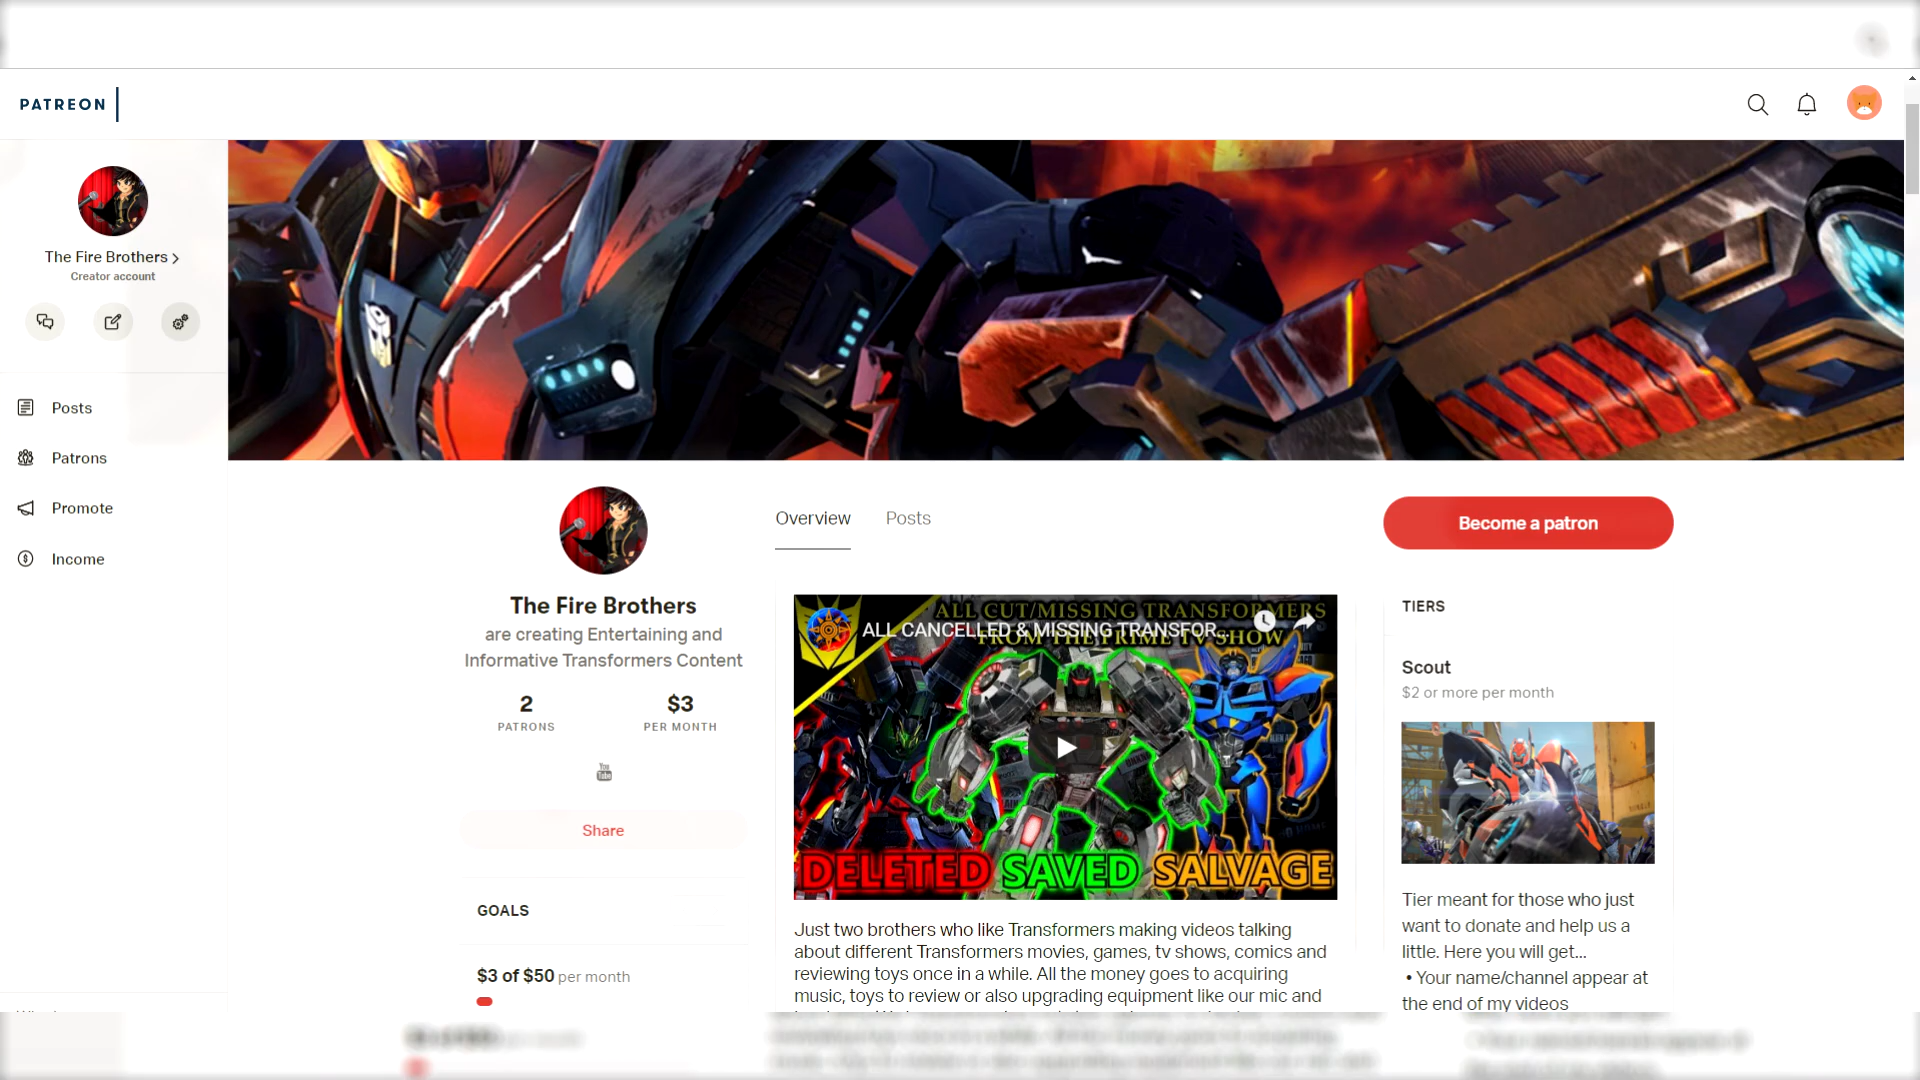 PATREON
The Fire Brothers
Creator account
Posts
Patrons
Promote
Income
The Fire Brothers
are creating Entertaining and
Informative Transformers Content
2
PATRONS
$3
PER MONTH
You
Tube
Share
GOALS
$3 of $50 per month
Overview
Posts
ALL CUT/MISSING TRANSFORMERS
ALL CANCELLED & MISSING TRANSFOR...
FROM THE PRIME TV SHOW
DELETED SAVED SALVAGE
Just two brothers who like Transformers making videos talking
about different Transformers movies, games, tv shows, comics and
reviewing toys once in a while. All the money goes to acquiring
music, toys to review or also upgrading equipment like our mic and
Become a patron
TIERS
Scout
$2 or more per month
Tier meant for those who just
want to donate and help us a
little. Here you will get...
• Your name/channel appear at
the end of my videos